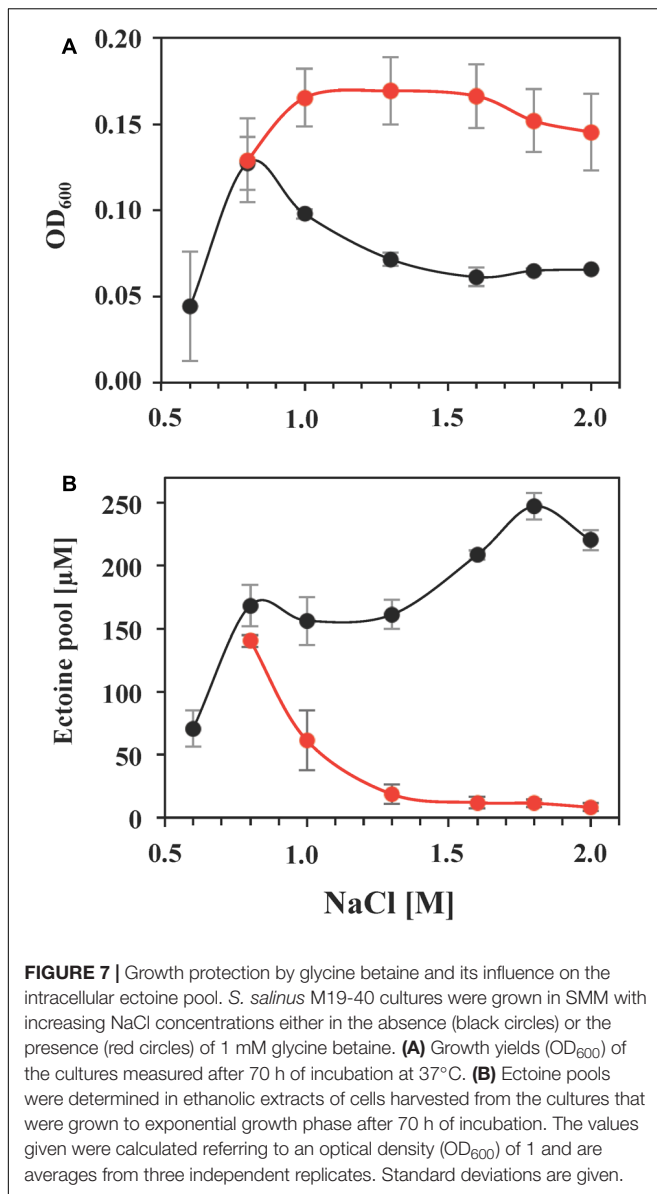 A
0.20
0.15
0.10
0.05
0.00
OD600
0.5
1.0
1.5
2.0
B
250
200
150
100
50
0
Ectoine pool [µM]
0.5
1.0
1.5
2.0
NaCl [M]
FIGURE 7 | Growth protection by glycine betaine and its influence on the
intracellular ectoine pool. S. salinus M19-40 cultures were grown in SMM with
increasing NaCl concentrations either in the absence (black circles) or the
presence (red circles) of 1 mM glycine betaine. (A) Growth yields (OD600) of
the cultures measured after 70 h of incubation at 37°C. (B) Ectoine pools
were determined in ethanolic extracts of cells harvested from the cultures that
were grown to exponential growth phase after 70 h of incubation. The values
given were calculated referring to an optical density (OD600) of 1 and are
averages from three independent replicates. Standard deviations are given.